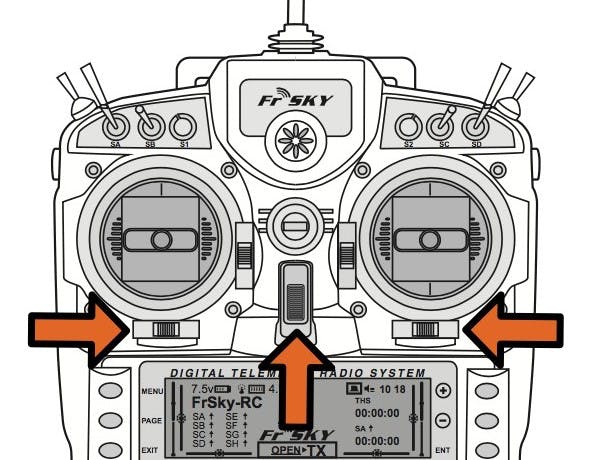 FrSKY
SA SB S1
S2 SC SD
DIGITAL TELEM RADIO SYSTEM
MENU
PAGE
EXIT
ENT
7.5v 4. 10 18
FrSky-RC
THS
00:00:00
SA SE
SB SF
SC SG
SD SH
SA
00:00:00
FrSKY
OPEN TX